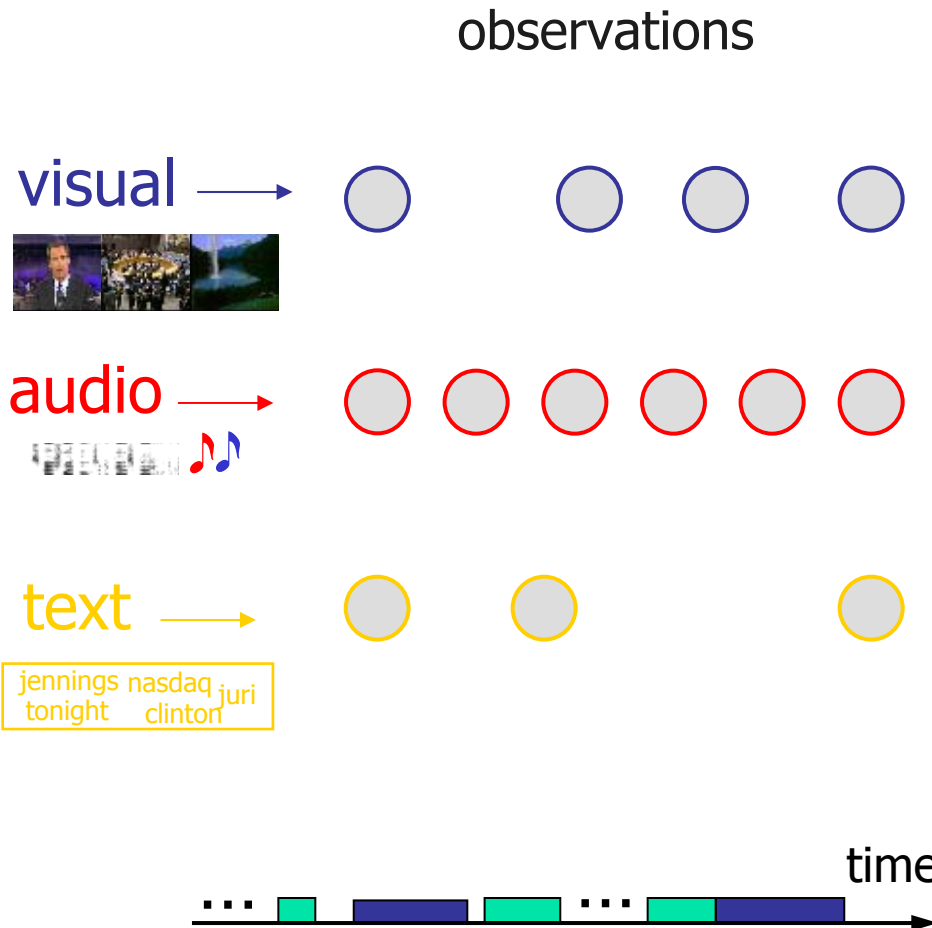 observations
visual
audio
text
jennings nasdaq juri
tonight clinton
time
...
...